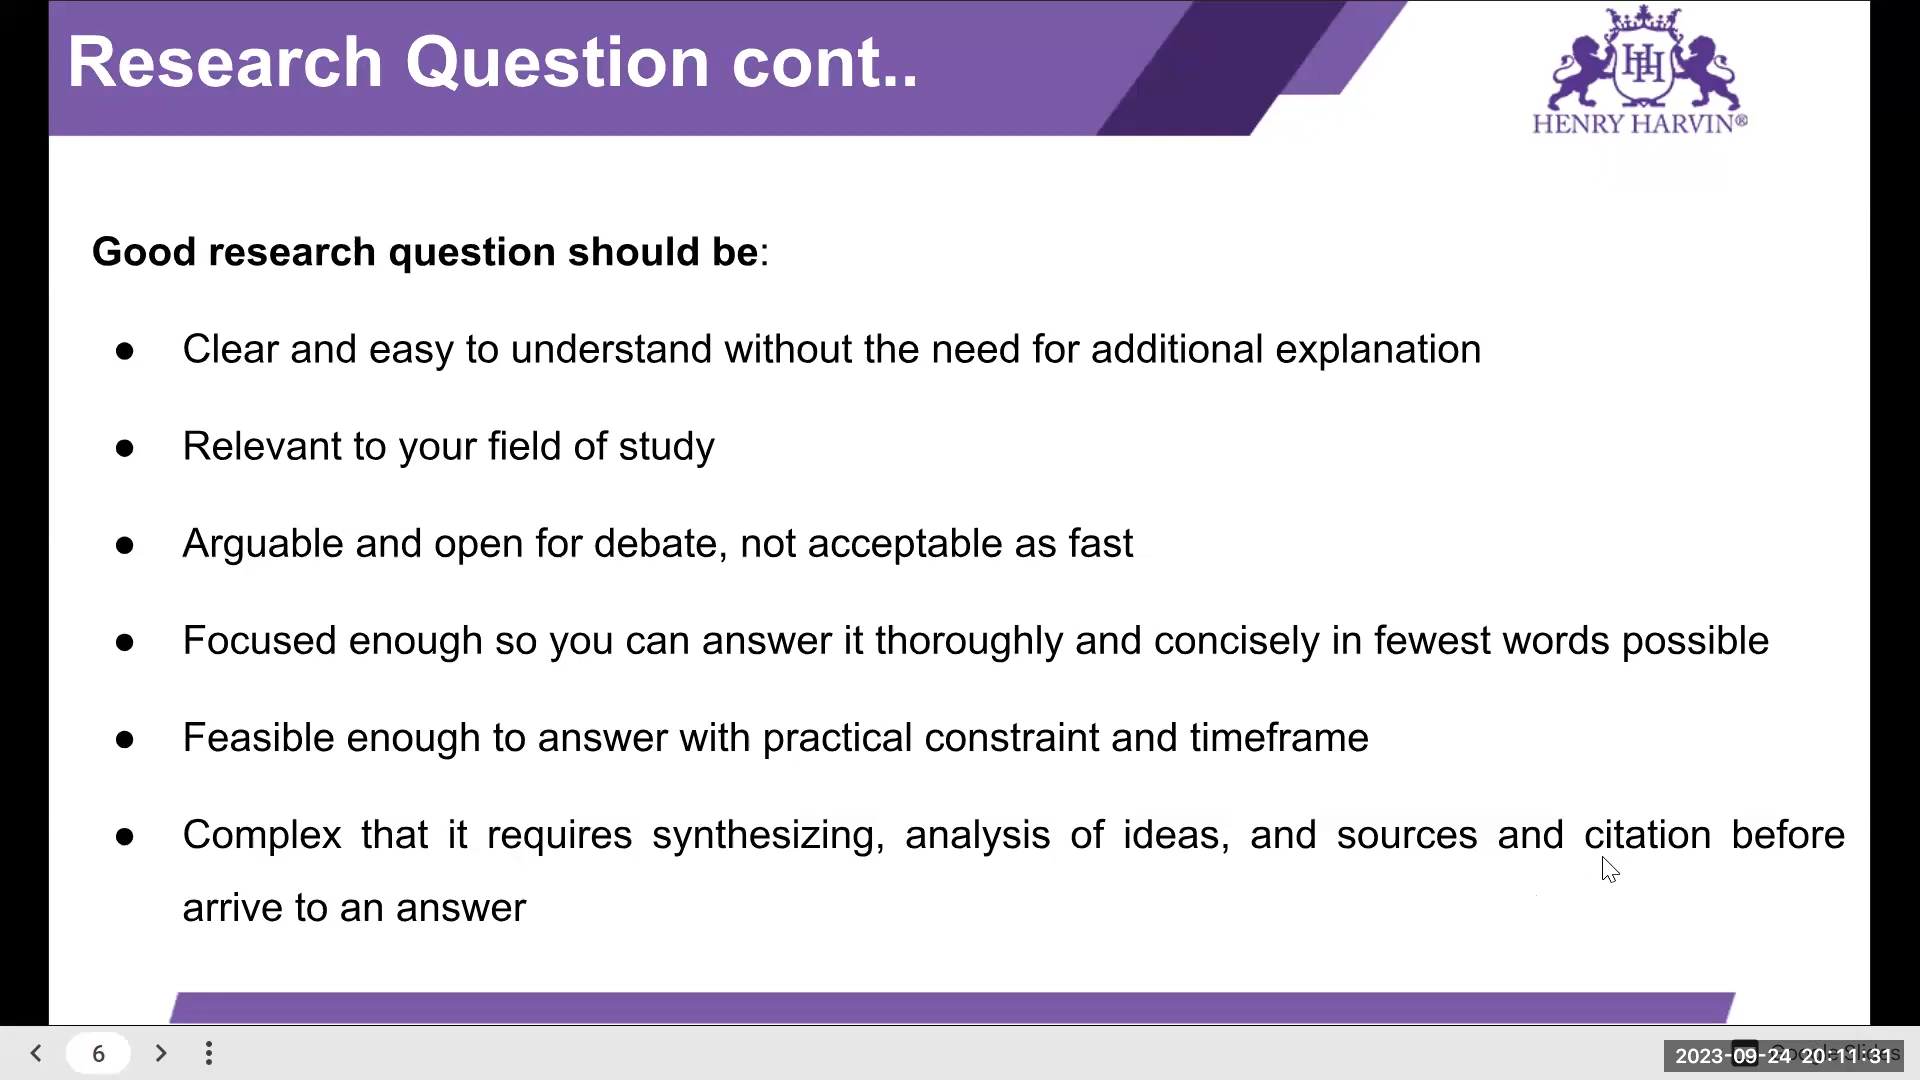 Research Question cont..
HENRY HARVIN®
Good research question should be:
● Clear and easy to understand without the need for additional explanation
● Relevant to your field of study
● Arguable and open for debate, not acceptable as fast
● Focused enough so you can answer it thoroughly and concisely in fewest words possible
● Feasible enough to answer with practical constraint and timeframe
● Complex that it requires synthesizing, analysis of ideas, and sources and citation before
arrive to an answer
6
2023-09-24 20:11:31